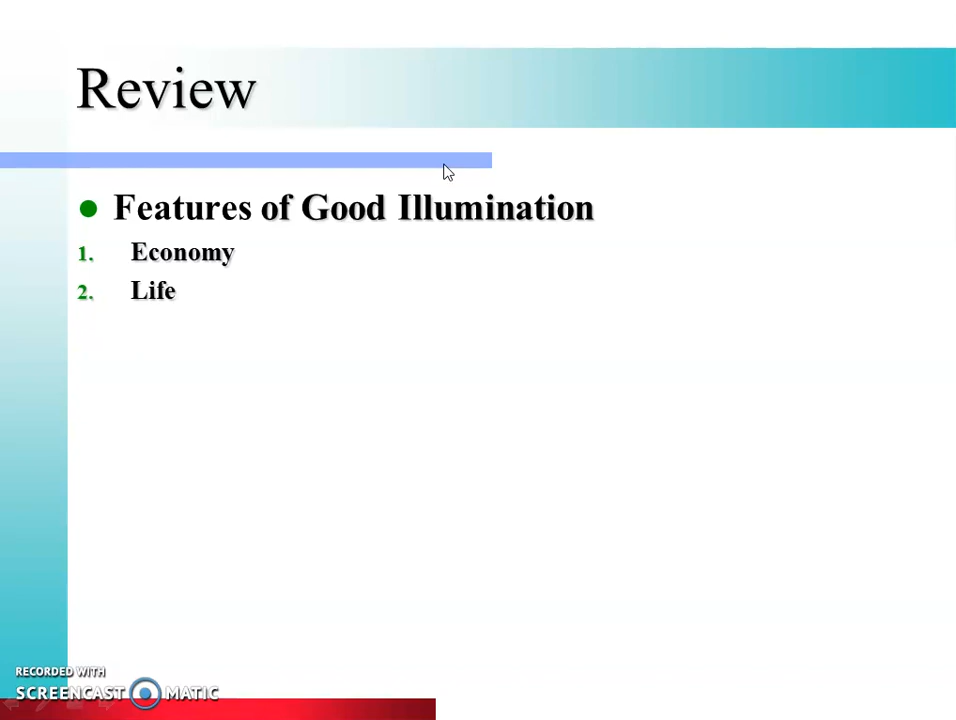 Review
● Features of Good Illumination
1. Economy
2. Life
RECORDED WITH
SCREENCAST MATIC